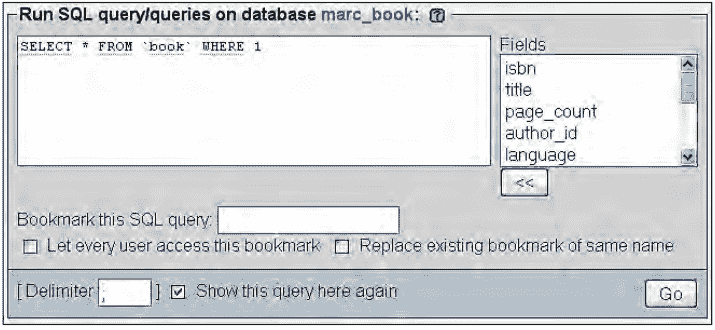 Run SQL query/queries on database marc_book: ?
SELECT * FROM `book` WHERE 1
Fields
isbn
title
page_count
author_id
language
<<
Bookmark this SQL query:
Let every user access this bookmark Replace existing bookmark of same name
[ Delimiter ; ] Show this query here again Go